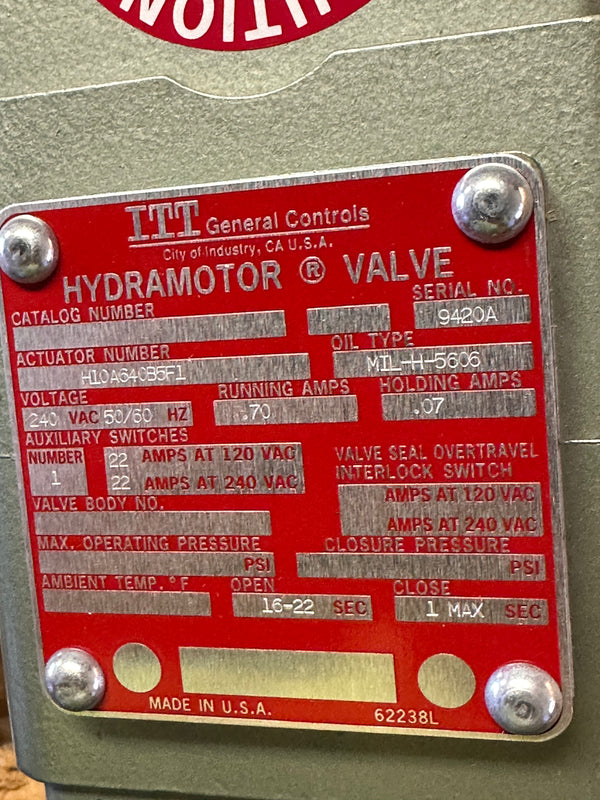 CAUTION
ITT General Controls
City of Industry, CA U.S.A.
HYDRAMOTOR ® VALVE
CATALOG NUMBER
SERIAL NO.
9420A
ACTUATOR NUMBER
H10A640B5F1
OIL TYPE
MIL-H-5606
VOLTAGE
240 VAC 50/60 HZ
RUNNING AMPS
.70
HOLDING AMPS
.07
AUXILIARY SWITCHES
NUMBER
1
22 AMPS AT 120 VAC
22 AMPS AT 240 VAC
VALVE SEAL OVERTRAVEL
INTERLOCK SWITCH
AMPS AT 120 VAC
AMPS AT 240 VAC
VALVE BODY NO.
MAX. OPERATING PRESSURE
PSI
CLOSURE PRESSURE
PSI
AMBIENT TEMP. °F
OPEN
16-22 SEC
CLOSE
1 MAX SEC
MADE IN U.S.A.
62238L